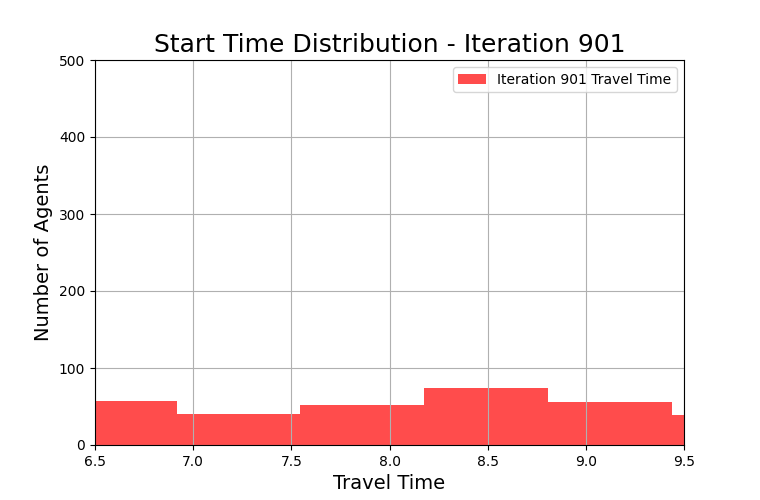 Start Time Distribution - Iteration 901
Iteration 901 Travel Time
Number of Agents
500
400
300
200
100
0
6.5 7.0 7.5 8.0 8.5 9.0 9.5
Travel Time